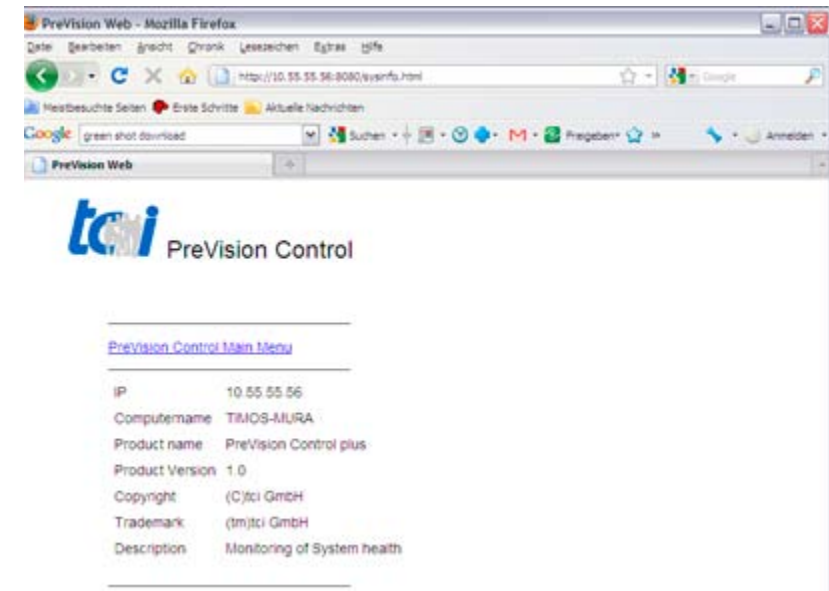 PreVision Web - Mozilla Firefox
Datei Bearbeiten Ansicht Chronik Lesezeichen Extras Hilfe
http://10.55.55.56:8080/sysinfo.html Google
Meistbesuchte Seiten Erste Schritte Aktuelle Nachrichten
Google green shot download Suchen Freigeben Anmelden
PreVision Web
tci PreVision Control
PreVision Control Main Menu
IP 10.55.55.56
Computername TIMOS-MURA
Product name PreVision Control plus
Product Version 1.0
Copyright (C)tci GmbH
Trademark (tm)tci GmbH
Description Monitoring of System health